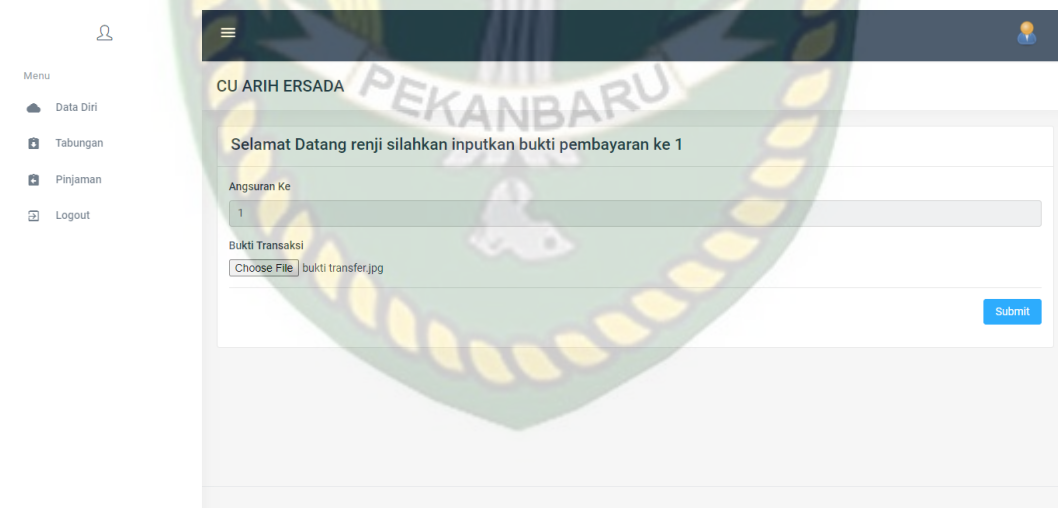 Menu
Data Diri
Tabungan
Pinjaman
Logout
CU ARIH ERSADA
PEKANBARU
Selamat Datang renji silahkan inputkan bukti pembayaran ke 1
Angsuran Ke
1
Bukti Transaksi
Choose File bukti transfer.jpg
Submit